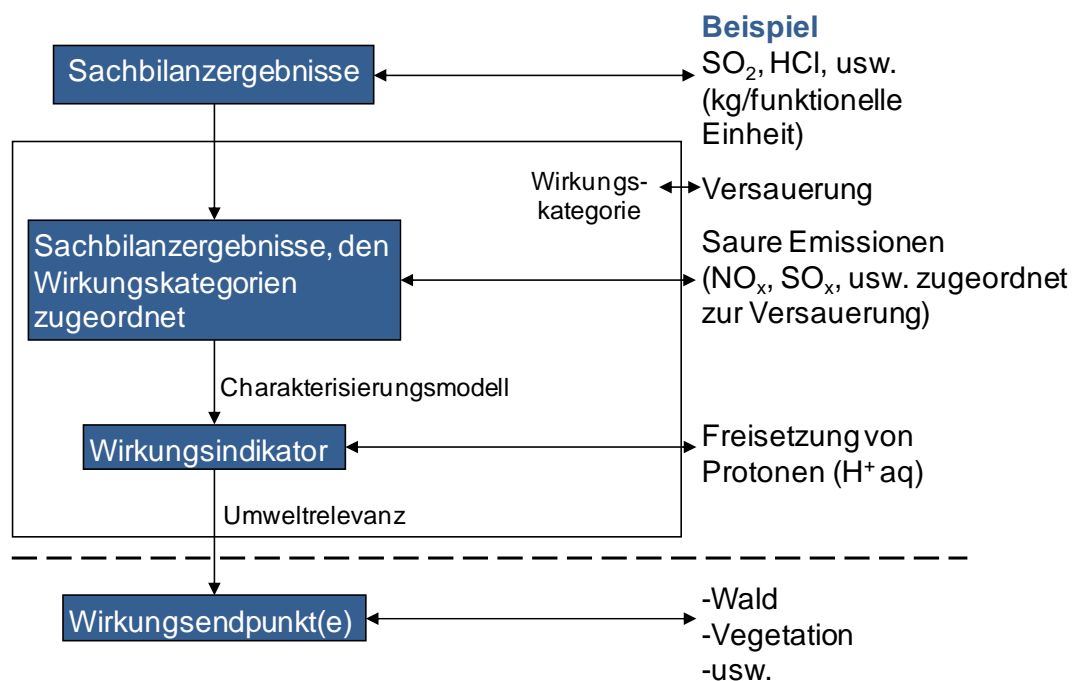 Beispiel
Sachbilanzergebnisse
SO₂, HCl, usw.
(kg/funktionelle
Einheit)
Wirkungs-
kategorie
Versauerung
Sachbilanzergebnisse, den
Wirkungskategorien
zugeordnet
Saure Emissionen
(NOₓ, SOₓ, usw. zugeordnet
zur Versauerung)
Charakterisierungsmodell
Wirkungsindikator
Freisetzung von
Protonen (H⁺ aq)
Umweltrelevanz
Wirkungsendpunkt(e)
-Wald
-Vegetation
-usw.